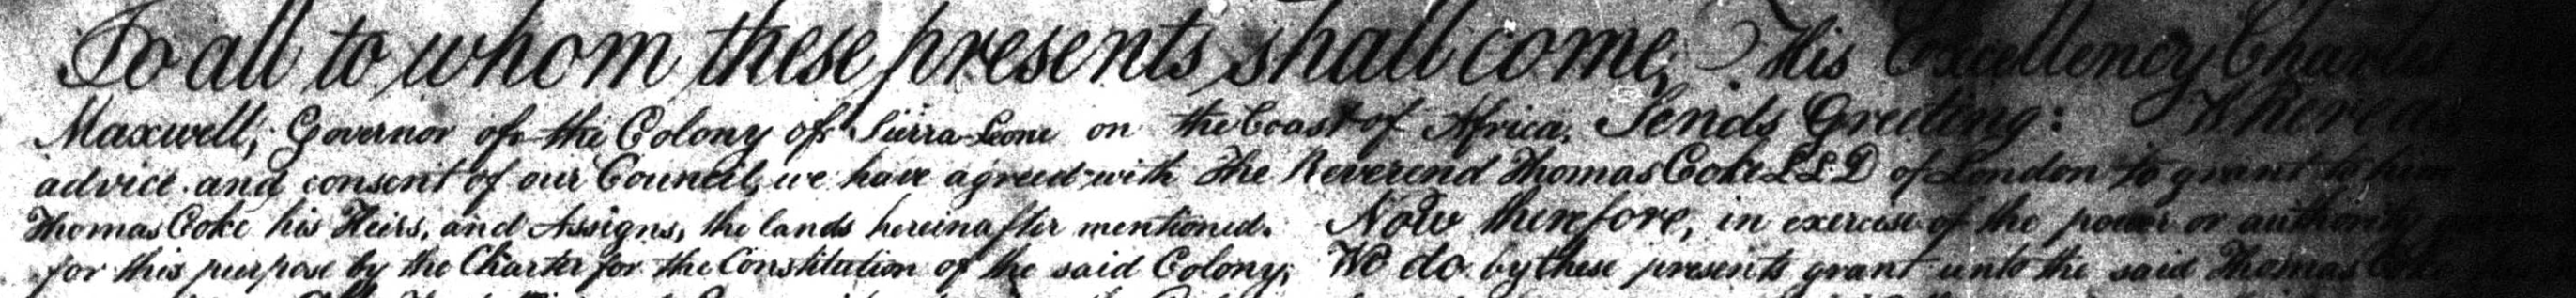 To all to whom these presents shall come, His Excellency Charles
Maxwell, Governor of the Colony of Sierra-Leone on the Coast of Africa, Sends Greeting: Whereas
advice and consent of our Council, we have agreed with The Reverend Thomas Coke LLD of London to grant to him
Thomas Coke his Heirs, and Assigns, the lands hereinafter mentioned. Now therefore, in exercise of the power or authority
for this purpose by the Charter for the Constitution of the said Colony, We do by these presents grant unto the said Thomas Coke